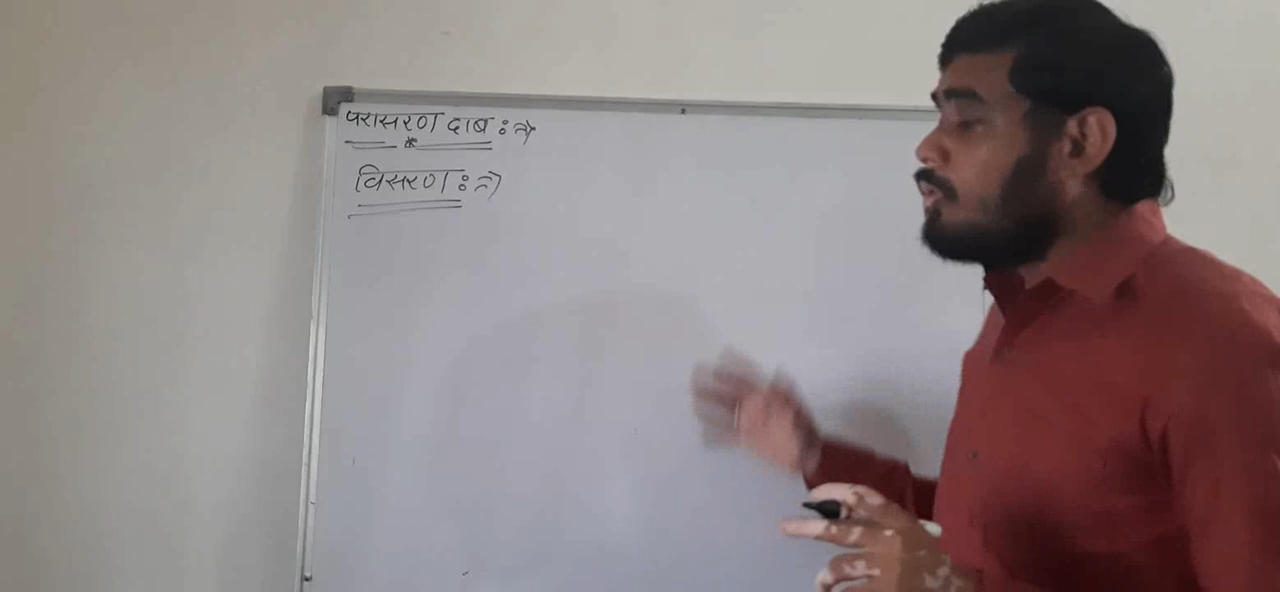 परासरण दाब :→
विसरण :→